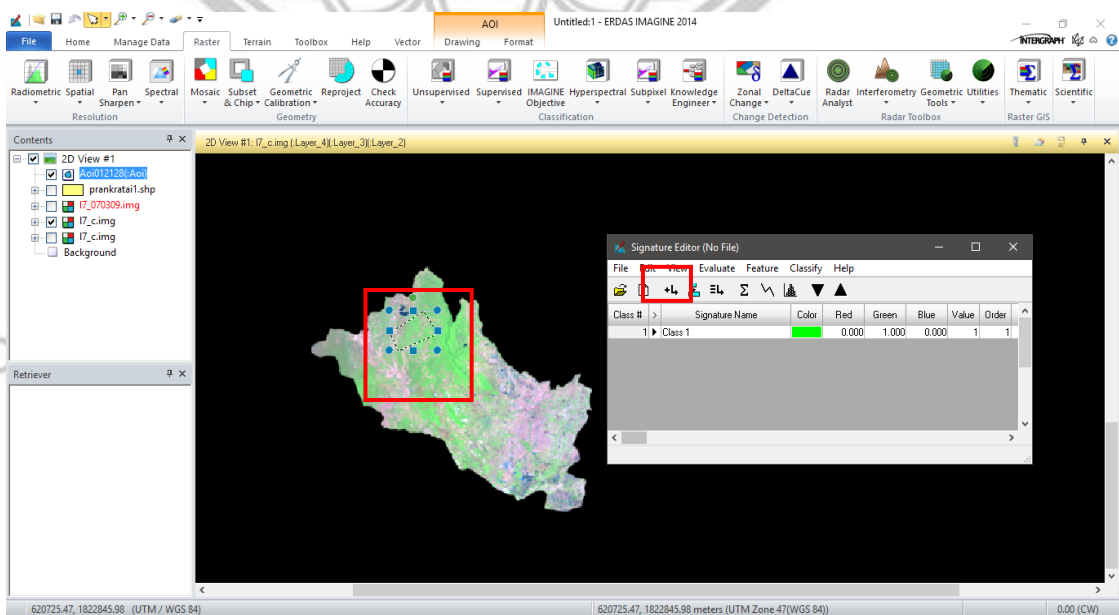 AOI
Untitled:1 - ERDAS IMAGINE 2014
File Home Manage Data Raster Terrain Toolbox Help Vector Drawing Format
INTERGRAPH
Radiometric Spatial Pan Sharpen Spectral Mosaic Subset & Chip Geometric Calibration Reproject Check Accuracy Unsupervised Supervised IMAGINE Objective Hyperspectral Subpixel Knowledge Engineer Zonal Change DeltaCue Radar Analyst Interferometry Geometric Tools Utilities Thematic Scientific
Resolution Geometry Classification Change Detection Radar Toolbox Raster GIS
Contents
2D View #1: l7_c.img (:Layer_4)(:Layer_3)(:Layer_2)
2D View #1
Aoi012128(:Aoi)
prankratai1.shp
l7_070309.img
l7_c.img
l7_c.img
Background
Retriever
Signature Editor (No File)
File Edit View Evaluate Feature Classify Help
Class # > Signature Name Color Red Green Blue Value Order
1 Class 1 0.000 1.000 0.000 1 1
620725.47, 1822845.98 (UTM / WGS 84)
620725.47, 1822845.98 meters (UTM Zone 47(WGS 84))
0.00 (CW)